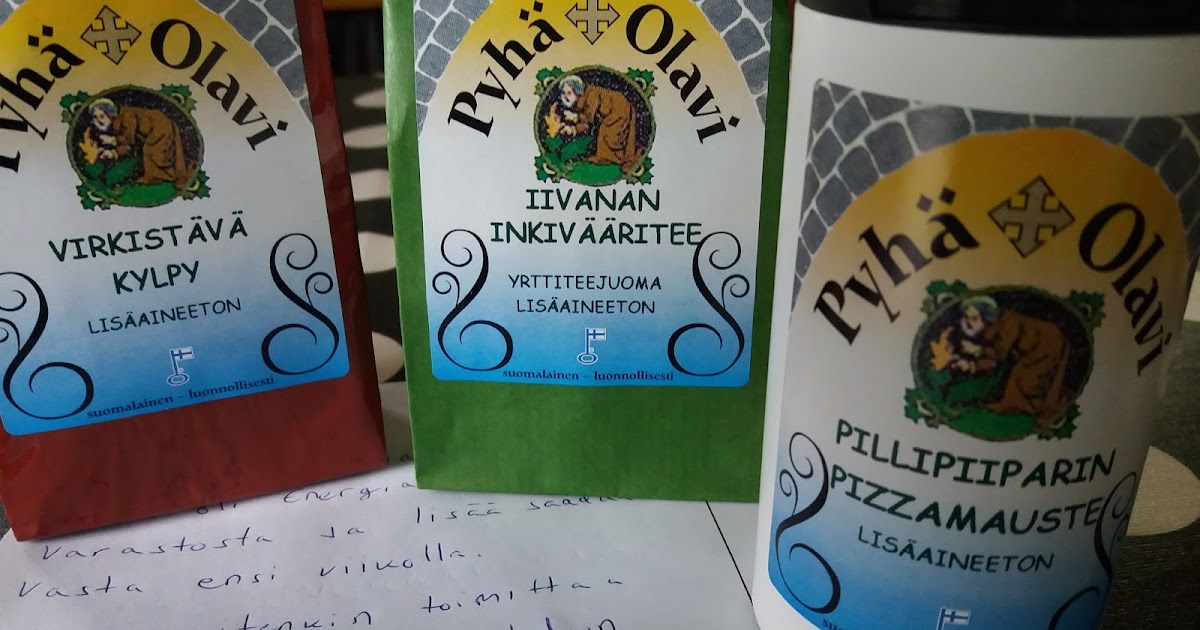 Pyhä Olavi
VIRKISTÄVÄ
KYLPY
LISÄAINEETON
suomalainen ~ luonnollisesti
Pyhä Olavi
IIVANAN
INKIVÄÄRITEE
YRTTITEEJUOMA
LISÄAINEETON
suomalainen ~ luonnollisesti
Pyhä Olavi
PILLIPIIPARIN
PIZZAMAUSTE
LISÄAINEETON
oli Energia
varastosta ja lisää
vasta ensi viikolla.
toimittaa